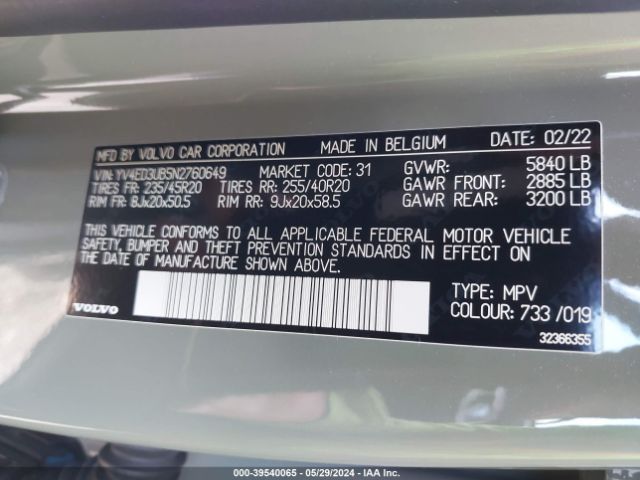 MFD BY VOLVO CAR CORPORATION MADE IN BELGIUM DATE: 02/22
VIN: YV4ED3UB5N2760649 MARKET CODE: 31 GVWR: 5840 LB
TIRES FR: 235/45R20 TIRES RR: 255/40R20 GAWR FRONT: 2885 LB
RIM FR: 8Jx20x50.5 RIM RR: 9Jx20x58.5 GAWR REAR: 3200 LB
THIS VEHICLE CONFORMS TO ALL APPLICABLE FEDERAL MOTOR VEHICLE
SAFETY, BUMPER AND THEFT PREVENTION STANDARDS IN EFFECT ON
THE DATE OF MANUFACTURE SHOWN ABOVE.
TYPE: MPV
VOLVO COLOUR: 733 /019
32366355
000-39540065 - 05/29/2024 - IAA Inc.